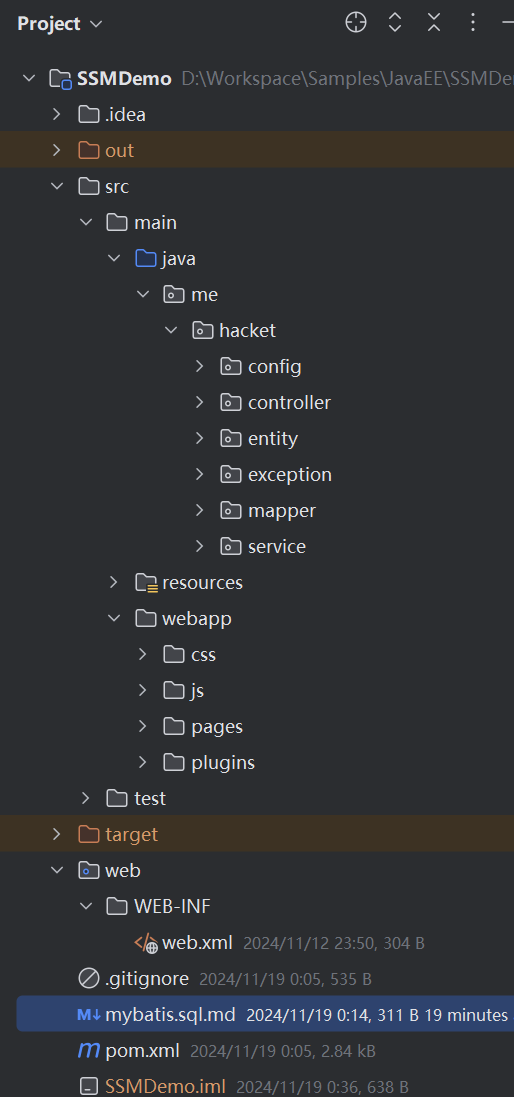 Project
SSMDemo D:\Workspace\Samples\JavaEE\SSMDe
.idea
out
src
main
java
me
hacket
config
controller
entity
exception
mapper
service
resources
webapp
css
js
pages
plugins
test
target
web
WEB-INF
web.xml 2024/11/12 23:50, 304 B
.gitignore 2024/11/19 0:05, 535 B
M↓ mybatis.sql.md 2024/11/19 0:14, 311 B 19 minutes
m pom.xml 2024/11/19 0:05, 2.84 kB
SSMDemo.iml 2024/11/19 0:36, 638 B